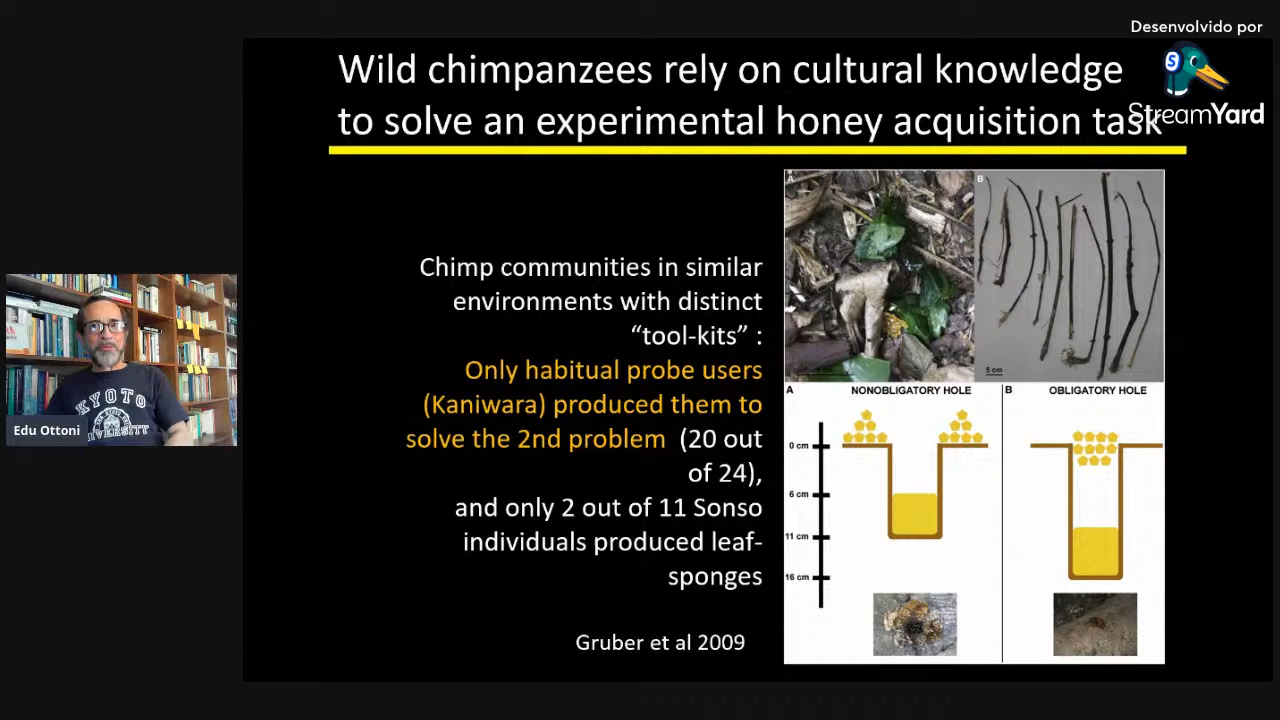 Desenvolvido por
StreamYard
Wild chimpanzees rely on cultural knowledge
to solve an experimental honey acquisition task
Chimp communities in similar
environments with distinct
“tool-kits” :
Only habitual probe users
(Kaniwara) produced them to
solve the 2nd problem (20 out
of 24),
and only 2 out of 11 Sonso
individuals produced leaf-
sponges
Gruber et al 2009
A
B
5 cm
A
NONOBLIGATORY HOLE
B
OBLIGATORY HOLE
0 cm
6 cm
11 cm
16 cm
KYOTO
UNIVERSITY
Edu Ottoni